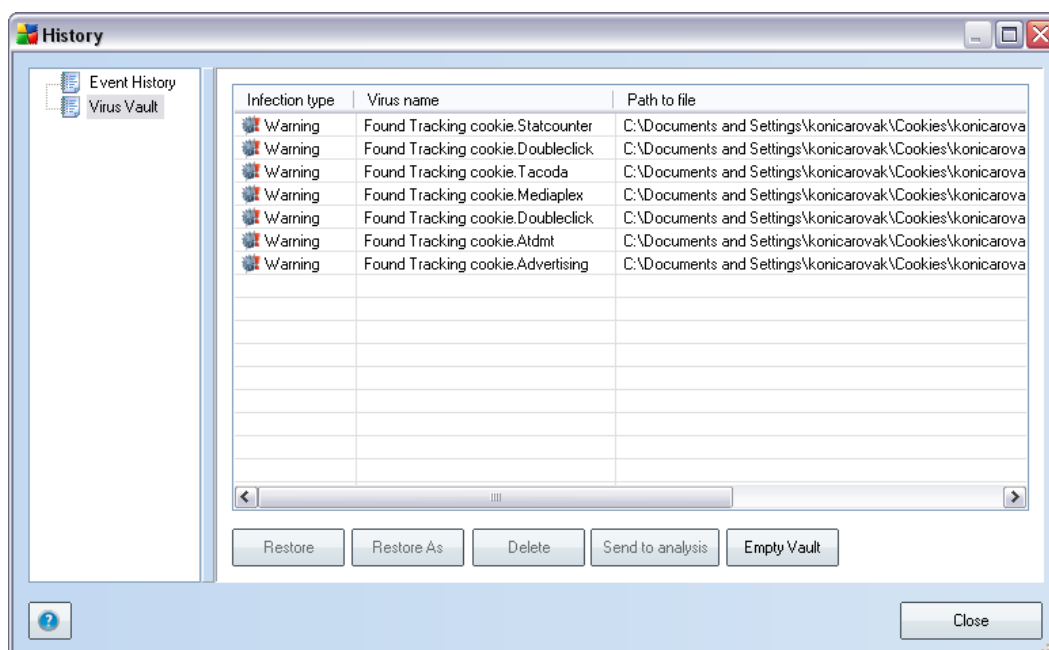 History
Event History
Virus Vault
Infection type Virus name Path to file
Warning Found Tracking cookie.Statcounter C:\Documents and Settings\konicarovak\Cookies\konicarova
Warning Found Tracking cookie.Doubleclick C:\Documents and Settings\konicarovak\Cookies\konicarova
Warning Found Tracking cookie.Tacoda C:\Documents and Settings\konicarovak\Cookies\konicarova
Warning Found Tracking cookie.Mediaplex C:\Documents and Settings\konicarovak\Cookies\konicarova
Warning Found Tracking cookie.Doubleclick C:\Documents and Settings\konicarovak\Cookies\konicarova
Warning Found Tracking cookie.Atdmt C:\Documents and Settings\konicarovak\Cookies\konicarova
Warning Found Tracking cookie.Advertising C:\Documents and Settings\konicarovak\Cookies\konicarova
Restore Restore As Delete Send to analysis Empty Vault
? Close